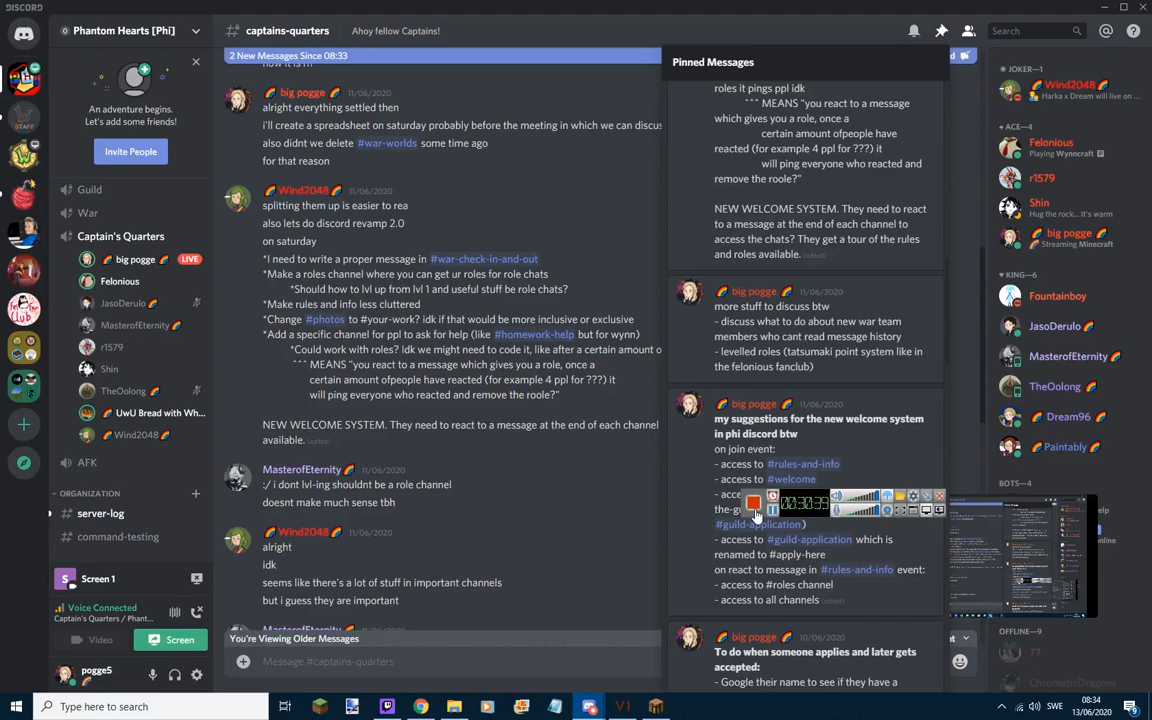 DISCORD
Phantom Hearts [Phi]
An adventure begins.
Let's add some friends!
Invite People
Guild
War
Captain's Quarters
big pogge
LIVE
Felonious
JasoDerulo
MasterofEternity
r1579
Shin
TheOolong
UwU Bread with Wh...
Wind2048
AFK
ORGANIZATION
server-log
command-testing
Screen 1
Voice Connected
Captain's Quarters / Phant...
Video
Screen
pogge5
captains-quarters
Ahoy fellow Captains!
Search
2 New Messages Since 08:33
big pogge 11/06/2020
alright everything settled then
i'll create a spreadsheet on saturday probably before the meeting in which we can discus
also didnt we delete #war-worlds some time ago
for that reason
Wind2048 11/06/2020
splitting them up is easier to rea
also lets do discord revamp 2.0
on saturday
*I need to write a proper message in #war-check-in-and-out
*Make a roles channel where you can get ur roles for role chats
*Should how to lvl up from lvl 1 and useful stuff be role chats?
*Make rules and info less cluttered
*Change #photos to #your-work? idk if that would be more inclusive or exclusive
*Add a specific channel for ppl to ask for help (like #homework-help but for wynn)
*Could work with roles? Idk we might need to code it, like after a certain amount o
^^^ MEANS "you react to a message which gives you a role, once a
certain amount ofpeople have reacted (for example 4 ppl for ???) it
will ping everyone who reacted and remove the roole?"
NEW WELCOME SYSTEM. They need to react to a message at the end of each channel
available. (edited)
MasterofEternity 11/06/2020
:/ i dont lvl-ing shouldnt be a role channel
doesnt make much sense tbh
Wind2048 11/06/2020
alright
idk
seems like there's a lot of stuff in important channels
but i guess they are important
You're Viewing Older Messages
Message #captains-quarters
Pinned Messages
roles it pings ppl idk
^^^ MEANS "you react to a message
which gives you a role, once a
certain amount ofpeople have
reacted (for example 4 ppl for ???) it
will ping everyone who reacted and
remove the roole?"
NEW WELCOME SYSTEM. They need to react
to a message at the end of each channel to
access the chats? They get a tour of the rules
and roles available. (edited)
big pogge 11/06/2020
more stuff to discuss btw
- discuss what to do about new war team
members who cant read message history
- levelled roles (tatsumaki point system like in
the felonious fanclub)
big pogge 11/06/2020
my suggestions for the new welcome system
in phi discord btw
on join event:
- access to #rules-and-info
- access to #welcome
- acce
the-g
#guild-application )
- access to #guild-application which is
renamed to #apply-here
on react to message in #rules-and-info event:
- access to #roles channel
- access to all channels (edited)
big pogge 10/06/2020
To do when someone applies and later gets
accepted:
- Google their name to see if they have a
JOKER—1
Wind2048
Harka x Dream will live on ...
ACE—4
Felonious
Playing Wynncraft
r1579
Shin
Hug the rock... it's warm
big pogge
Streaming Minecraft
KING—6
Fountainboy
JasoDerulo
MasterofEternity
TheOolong
Dream96
Paintably
BOTS—4
OFFLINE—9
77
ChromaticDragons
Type here to search
SWE
08:34
13/06/2020